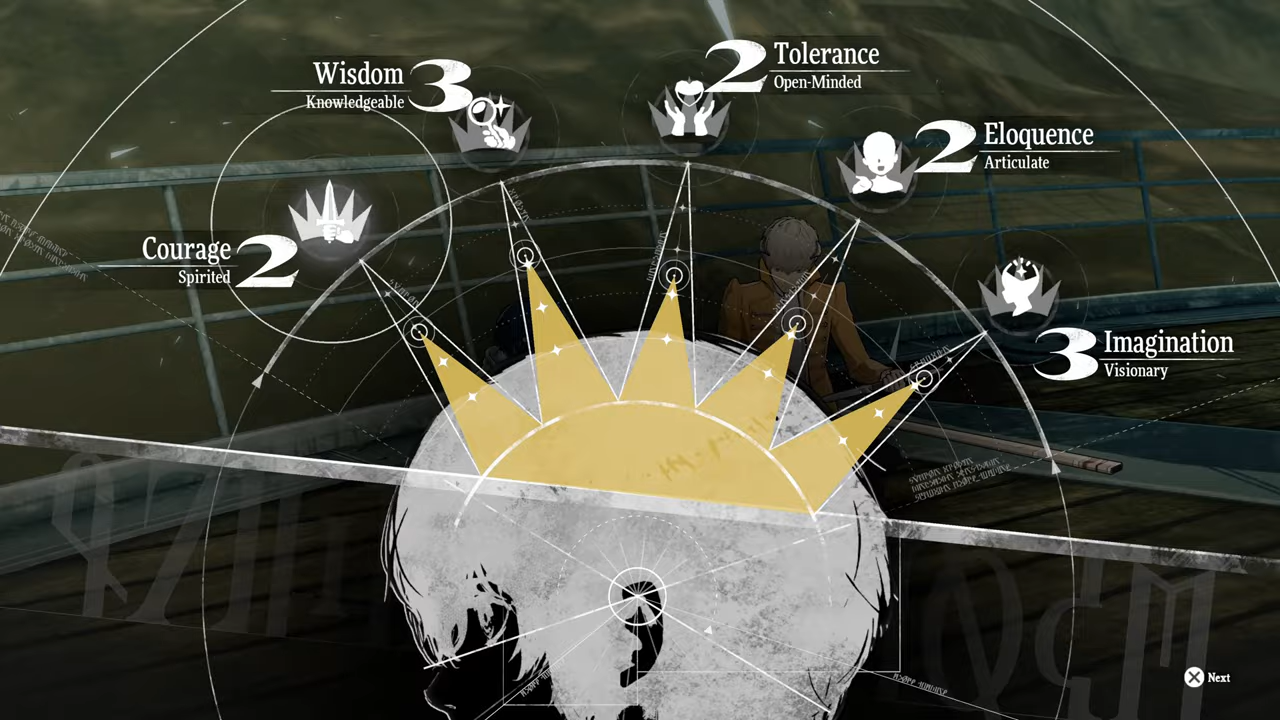 Wisdom
3
Knowledgeable
2
Tolerance
Open-Minded
2
Eloquence
Articulate
Courage
2
Spirited
3
Imagination
Visionary
Next